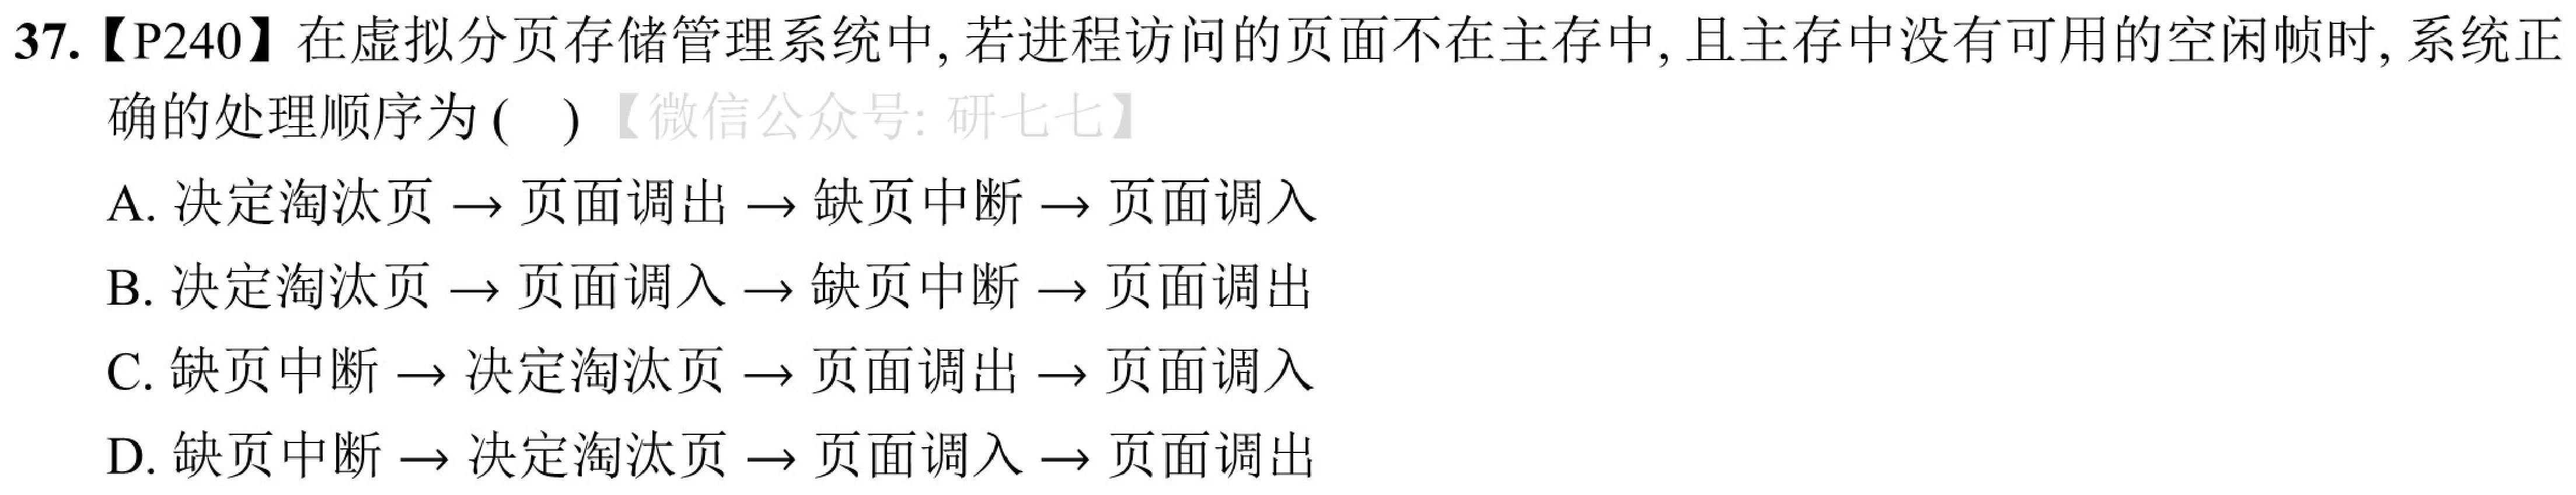 37.【P240】在虚拟分页存储管理系统中, 若进程访问的页面不在主存中, 且主存中没有可用的空闲帧时, 系统正
确的处理顺序为 (    ) 【微信公众号: 研七七】
A. 决定淘汰页 → 页面调出 → 缺页中断 → 页面调入
B. 决定淘汰页 → 页面调入 → 缺页中断 → 页面调出
C. 缺页中断 → 决定淘汰页 → 页面调出 → 页面调入
D. 缺页中断 → 决定淘汰页 → 页面调入 → 页面调出